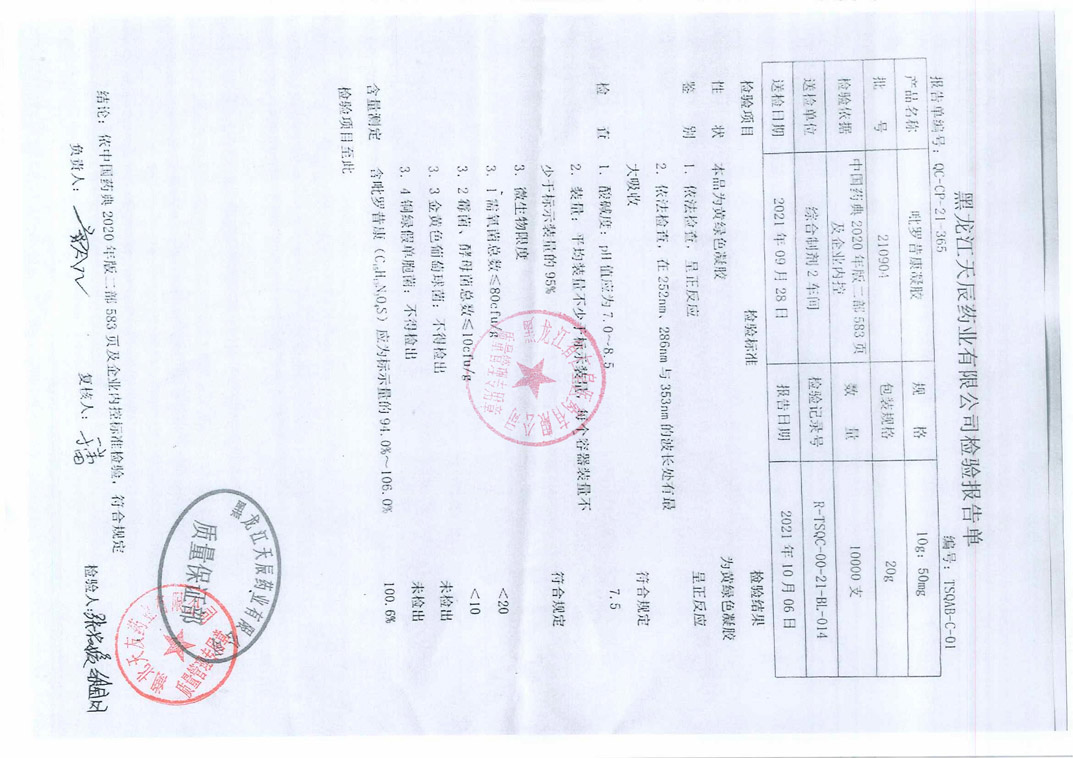 黑龙江天辰药业有限公司检验报告单
编号：TSQAB-C-01
报告单编号：QC-CP-21-365
产品名称 吡罗昔康凝胶 规 格 10g：50mg
批 号 210904 包装规格 20g
检验依据 中国药典2020年版二部583页及企业内控 数 量 10000支
送检单位 综合制剂2车间 检验记录号 R-TSQC-00-21-BL-014
送检日期 2021年09月28日 报告日期 2021年10月06日
检验项目 检验标准 检验结果
性 状 本品为黄绿色凝胶 为黄绿色凝胶
鉴 别 1. 依法检查，呈正反应 呈正反应
2. 依法检查，在252nm、286nm与353nm的波长处有最
大吸收 符合规定
检 查 1. 酸碱度：pH值应为7.0～8.5 7.5
2. 装量：平均装量不少于标示装量，每个容器装量不
少于标示装量的95% 符合规定
3. 微生物限度
3. 1需氧菌总数≤80cfu/g <20
3. 2霉菌、酵母菌总数≤10cfu/g <10
3. 3金黄色葡萄球菌：不得检出 未检出
3. 4铜绿假单胞菌：不得检出 未检出
含量测定 含吡罗昔康（C₁₅H₁₃N₃O₄S）应为标示量的94.0%～106.0% 100.6%
检验项目至此
结论：依中国药典2020年版二部583页及企业内控标准检验，符合规定
负责人： 复核人： 检验人：
黑龙江天辰药业有限公司
质量保证部